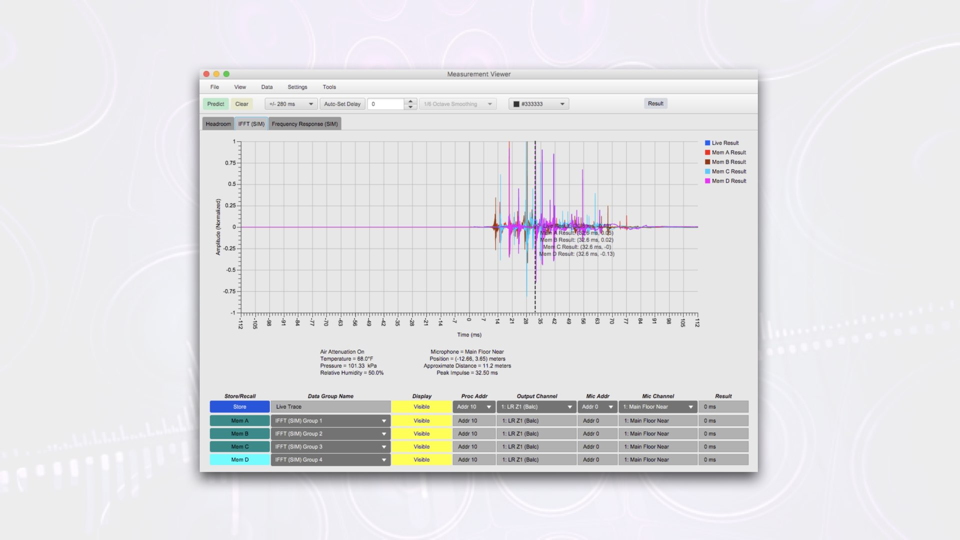 Measurement Viewer
File View Data Settings Tools
Predict Clear +/- 280 ms Auto-Set Delay 0 1/8 Octave Smoothing #333333 Result
Headroom IFFT (SIM) Frequency Response (SIM)
Live Result
Mem A Result
Mem B Result
Mem C Result
Mem D Result
Amplitude (Normalized)
1
0.75
0.5
0.25
0
-0.25
-0.5
-0.75
-1
Mem B Result: (32.6 ms, 0.02)
Mem C Result: (32.6 ms, -0)
Mem D Result: (32.6 ms, -0.13)
-112 -105 -98 -91 -84 -77 -70 -63 -56 -49 -42 -35 -28 -21 -14 -7 0 7 14 21 28 35 42 49 56 63 70 77 84 91 98 105 112
Time (ms)
Air Attenuation On
Temperature = 68.0°F
Pressure = 101.33 kPa
Relative Humidity = 50.0%
Microphone = Main Floor Near
Position = (-12.66, 3.65) meters
Approximate Distance = 11.2 meters
Peak Impulse = 32.50 ms
Store/Recall Data Group Name Display Proc Addr Output Channel Mic Addr Mic Channel Result
Store Live Trace Visible Addr 10 1: LR Z1 (Balc) Addr 0 1: Main Floor Near 0 ms
Mem A IFFT (SIM) Group 1 Visible Addr 10 1: LR Z1 (Balc) Addr 0 1: Main Floor Near 0 ms
Mem B IFFT (SIM) Group 2 Visible Addr 10 1: LR Z1 (Balc) Addr 0 1: Main Floor Near 0 ms
Mem C IFFT (SIM) Group 3 Visible Addr 10 1: LR Z1 (Balc) Addr 0 1: Main Floor Near 0 ms
Mem D IFFT (SIM) Group 4 Visible Addr 10 1: LR Z1 (Balc) Addr 0 1: Main Floor Near 0 ms